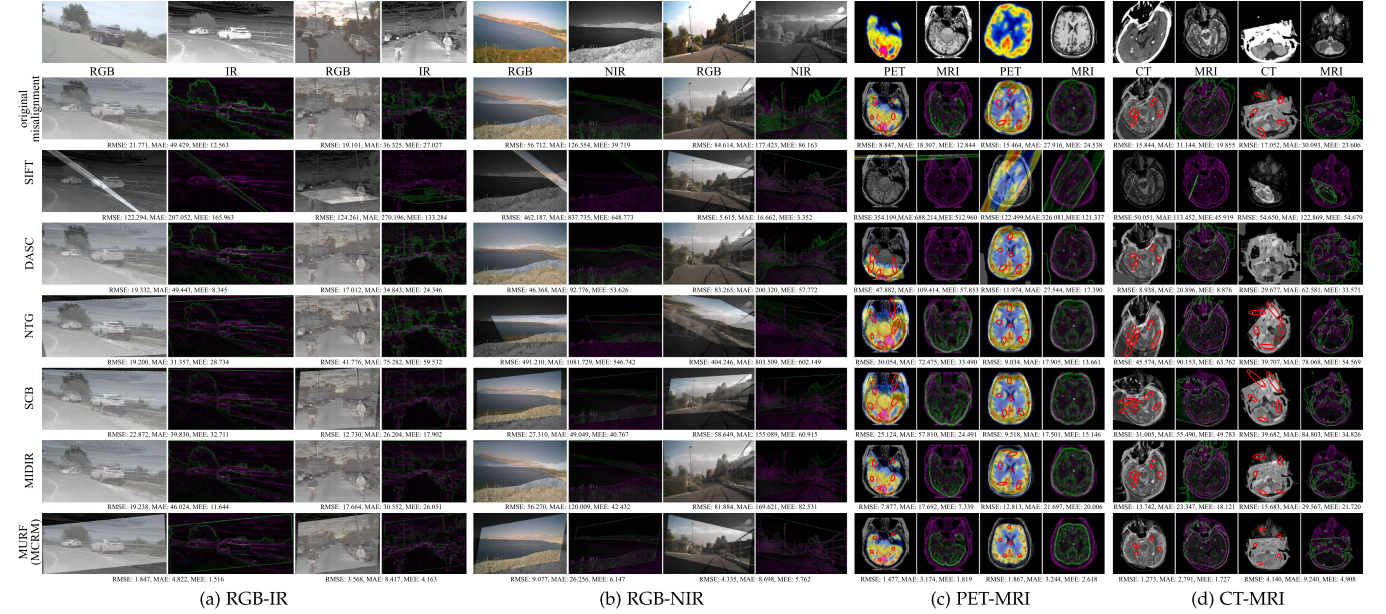 RGB IR RGB IR RGB NIR RGB NIR PET MRI PET MRI CT MRI CT MRI
original misalignment
RMSE: 21.771, MAE: 49.429, MEE: 12.563 RMSE: 19.101, MAE: 36.325, MEE: 27.027 RMSE: 56.712, MAE: 126.354, MEE: 39.719 RMSE: 84.614, MAE: 177.423, MEE: 86.163 RMSE: 8.847, MAE: 18.307, MEE: 12.844 RMSE: 15.464, MAE: 27.916, MEE: 24.538 RMSE: 15.844, MAE: 31.144, MEE: 19.855 RMSE: 17.052, MAE: 30.093, MEE: 23.606
SIFT
RMSE: 122.294, MAE: 207.052, MEE: 165.963 RMSE: 124.261, MAE: 270.196, MEE: 133.284 RMSE: 462.187, MAE: 837.735, MEE: 648.773 RMSE: 5.615, MAE: 16.662, MEE: 3.352 RMSE:354.109,MAE:688.214,MEE:512.960 RMSE:122.499,MAE:326.081,MEE:121.337 RMSE:50.051, MAE:113.452, MEE:45.919 RMSE: 54.650, MAE: 122.869, MEE: 54.679
DASC
RMSE: 19.332, MAE: 49.443, MEE: 8.345 RMSE: 17.012, MAE: 34.843, MEE: 24.346 RMSE: 46.368, MAE: 92.776, MEE: 53.626 RMSE: 83.265, MAE: 200.320, MEE: 57.772 RMSE: 47.882, MAE: 109.414, MEE: 57.853 RMSE: 11.974, MAE: 27.544, MEE: 17.390 RMSE: 8.938, MAE: 20.896, MEE: 8.876 RMSE: 29.677, MAE: 62.581, MEE: 33.571
NTG
RMSE: 19.200, MAE: 31.357, MEE: 28.734 RMSE: 41.776, MAE: 75.282, MEE: 59.532 RMSE: 491.210, MAE: 1081.729, MEE: 546.742 RMSE: 404.246, MAE: 803.509, MEE: 602.149 RMSE: 30.054, MAE: 72.475, MEE: 33.490 RMSE: 9.034, MAE: 17.905, MEE: 13.661 RMSE: 45.574, MAE: 90.153, MEE: 63.762 RMSE: 39.707, MAE: 78.068, MEE: 54.569
SCB
RMSE: 22.872, MAE: 39.830, MEE: 32.711 RMSE: 12.730, MAE: 26.204, MEE: 17.902 RMSE: 27.310, MAE: 49.049, MEE: 40.767 RMSE: 58.649, MAE: 155.089, MEE: 60.915 RMSE: 25.124, MAE: 57.810, MEE: 24.491 RMSE: 9.518, MAE: 17.501, MEE: 15.146 RMSE: 31.005, MAE: 55.490, MEE: 49.783 RMSE: 39.682, MAE: 84.803, MEE: 34.826
MIDIR
RMSE: 19.238, MAE: 46.024, MEE: 11.644 RMSE: 17.664, MAE: 30.552, MEE: 26.051 RMSE: 56.270, MAE: 120.009, MEE: 42.432 RMSE: 81.884, MAE: 169.621, MEE: 82.531 RMSE: 7.877, MAE: 17.692, MEE: 7.339 RMSE: 12.813, MAE: 21.697, MEE: 20.006 RMSE: 13.742, MAE: 23.347, MEE: 18.121 RMSE: 15.683, MAE: 29.567, MEE: 21.720
MURF (MCRM)
RMSE: 1.847, MAE: 4.822, MEE: 1.516 RMSE: 3.568, MAE: 8.417, MEE: 4.163 RMSE: 9.077, MAE: 26.256, MEE: 6.147 RMSE: 4.335, MAE: 8.698, MEE: 5.762 RMSE: 1.477, MAE: 3.174, MEE: 1.819 RMSE: 1.867, MAE: 3.244, MEE: 2.618 RMSE: 1.273, MAE: 2.791, MEE: 1.727 RMSE: 4.140, MAE: 9.240, MEE: 4.908
(a) RGB-IR (b) RGB-NIR (c) PET-MRI (d) CT-MRI